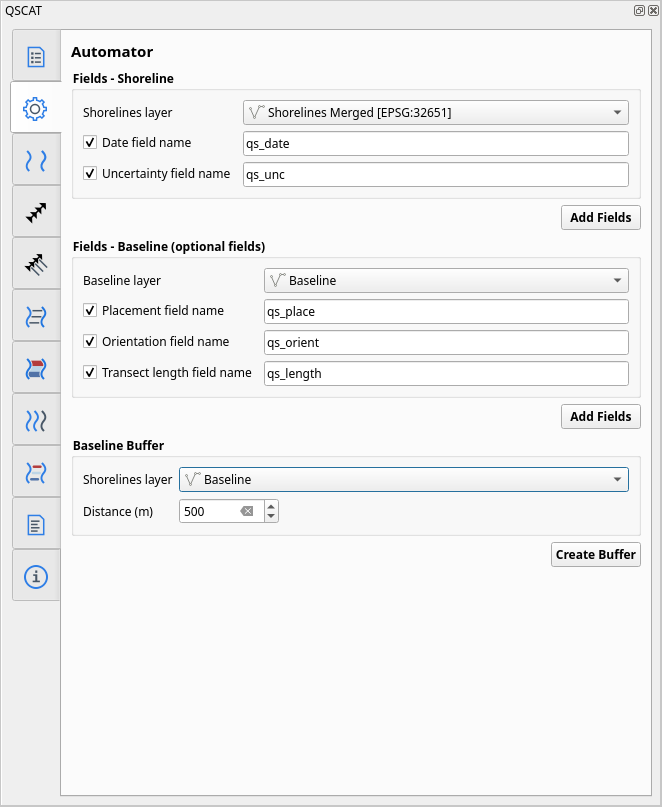 QSCAT
Automator
Fields - Shoreline
Shorelines layer Shorelines Merged [EPSG:32651]
Date field name qs_date
Uncertainty field name qs_unc
Add Fields
Fields - Baseline (optional fields)
Baseline layer Baseline
Placement field name qs_place
Orientation field name qs_orient
Transect length field name qs_length
Add Fields
Baseline Buffer
Shorelines layer Baseline
Distance (m) 500
Create Buffer